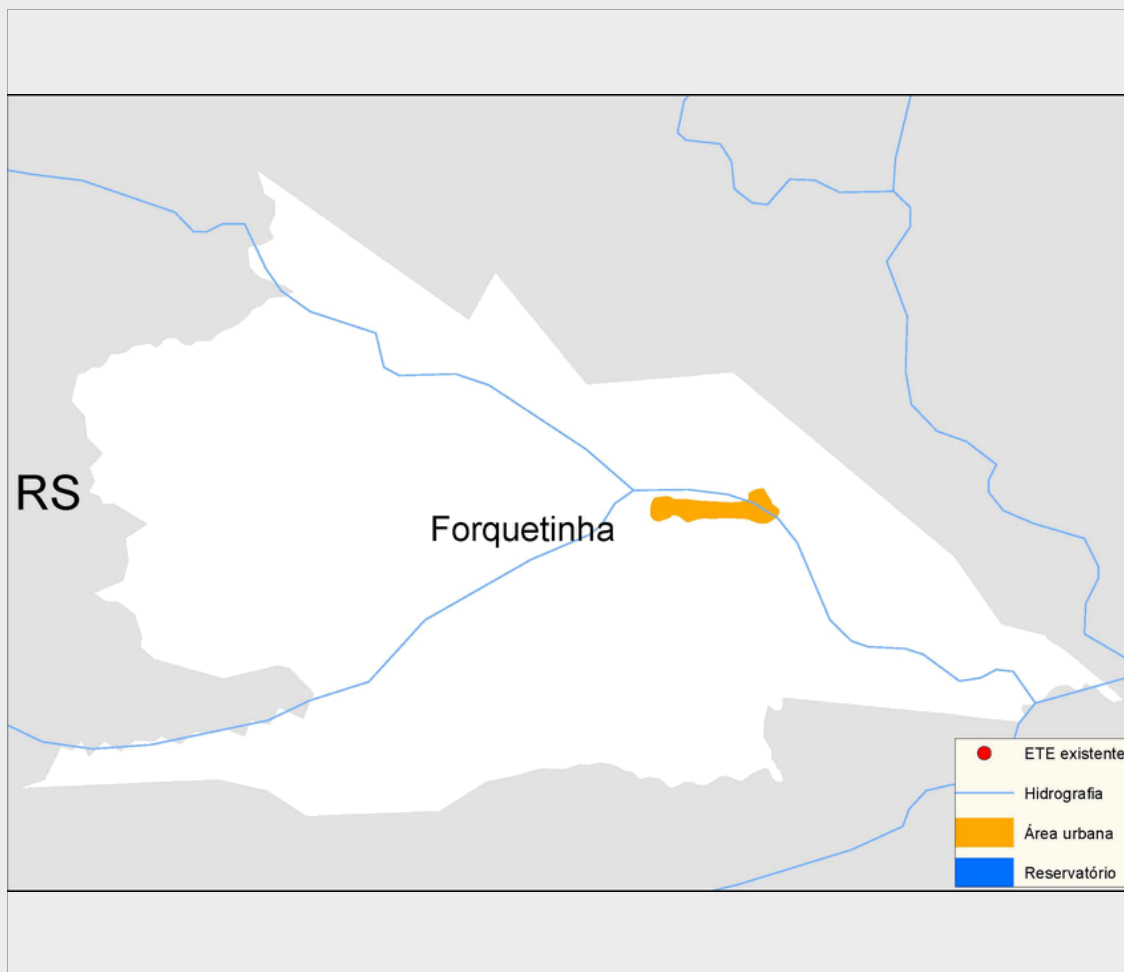 RS
Forquetinha
ETE existente
Hidrografia
Área urbana
Reservatório